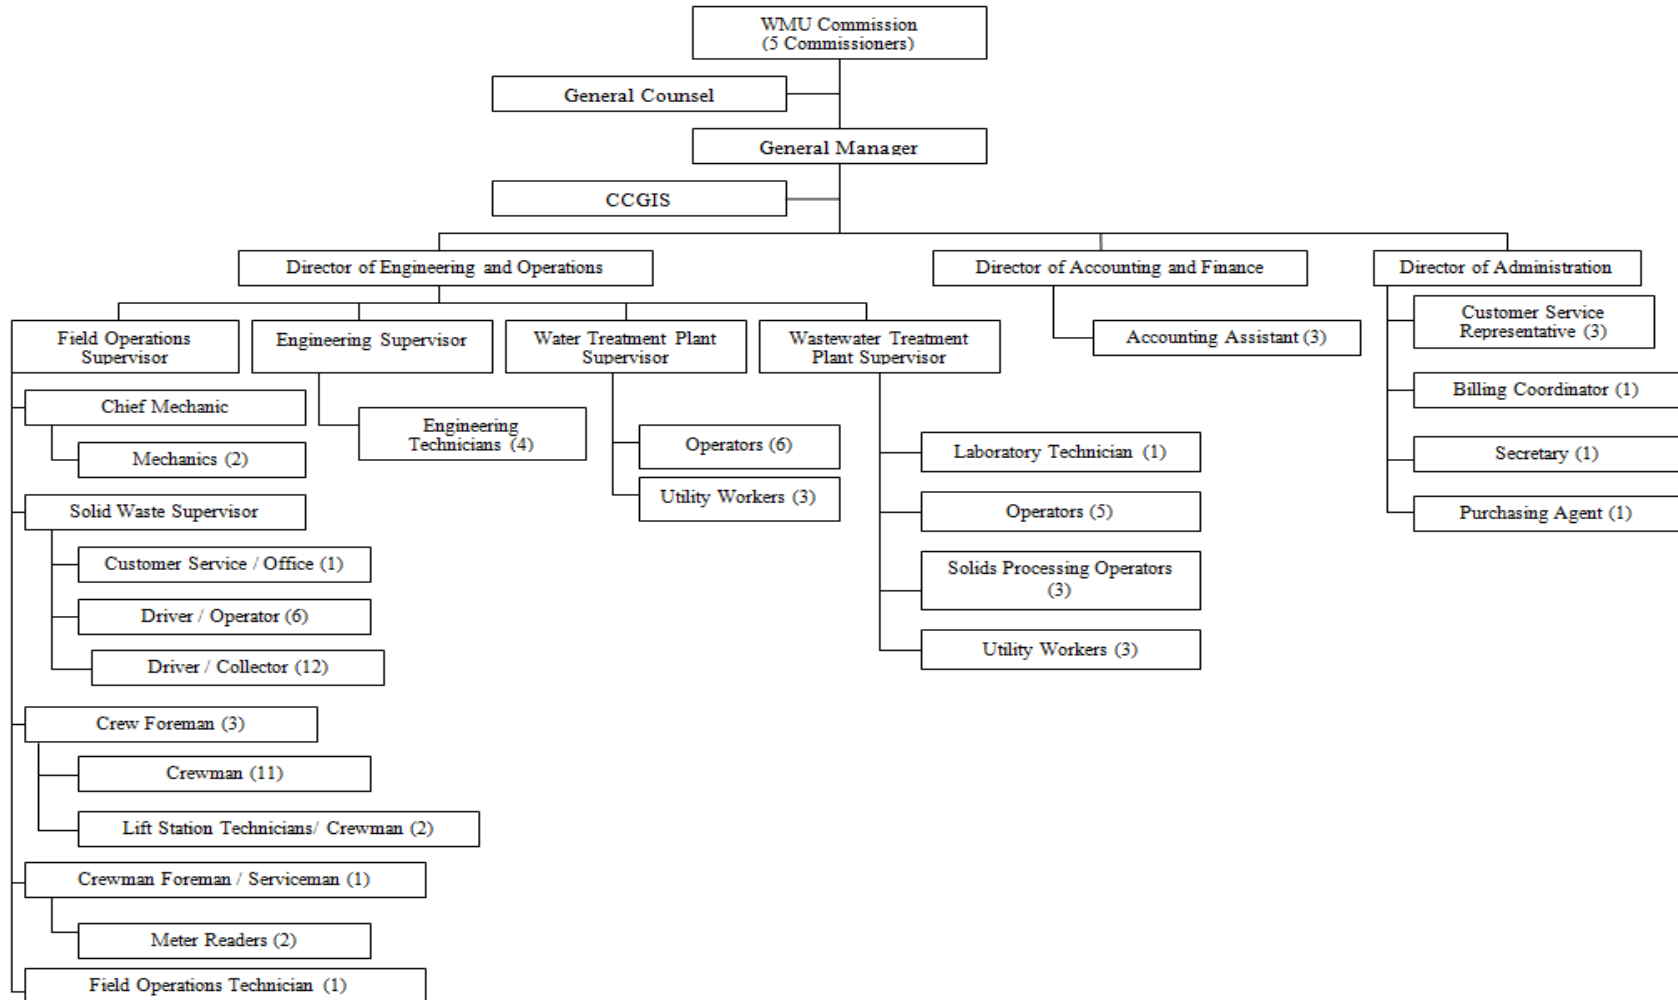 WMU Commission
(5 Commissioners)
General Counsel
General Manager
CCGIS
Director of Engineering and Operations
Director of Accounting and Finance
Director of Administration
Field Operations
Supervisor
Engineering Supervisor
Water Treatment Plant
Supervisor
Wastewater Treatment
Plant Supervisor
Accounting Assistant (3)
Customer Service
Representative (3)
Billing Coordinator (1)
Secretary (1)
Purchasing Agent (1)
Chief Mechanic
Mechanics (2)
Solid Waste Supervisor
Customer Service / Office (1)
Driver / Operator (6)
Driver / Collector (12)
Crew Foreman (3)
Crewman (11)
Lift Station Technicians/ Crewman (2)
Crewman Foreman / Serviceman (1)
Meter Readers (2)
Field Operations Technician (1)
Engineering
Technicians (4)
Operators (6)
Utility Workers (3)
Laboratory Technician (1)
Operators (5)
Solids Processing Operators
(3)
Utility Workers (3)